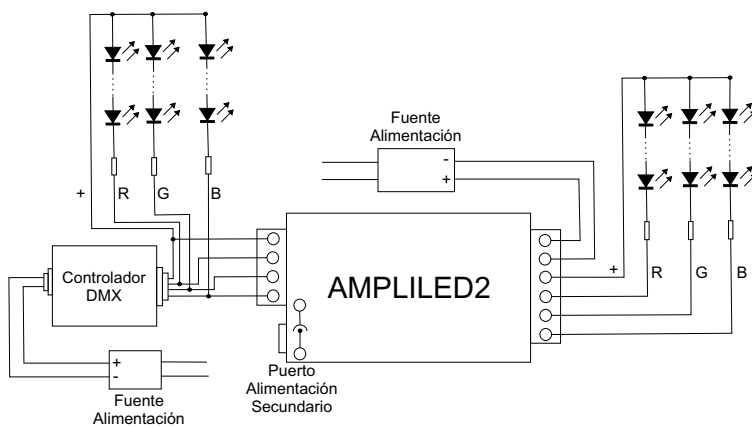 Fuente
Alimentación
-
+
+ R G B
+ R G B
Controlador
DMX
AMPLILED2
+
-
Fuente
Alimentación
Puerto
Alimentación
Secundario